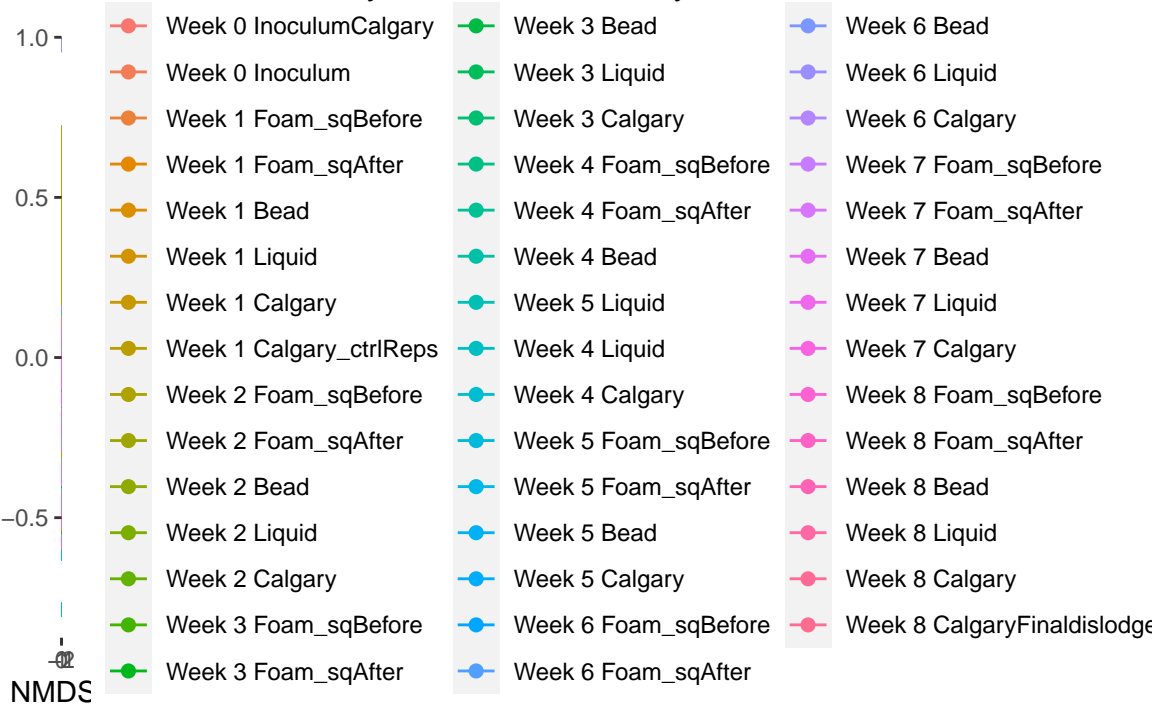 1.0
0.5
0.0
−0.5
NMDS
Week 0 InoculumCalgary
Week 0 Inoculum
Week 1 Foam_sqBefore
Week 1 Foam_sqAfter
Week 1 Bead
Week 1 Liquid
Week 1 Calgary
Week 1 Calgary_ctrlReps
Week 2 Foam_sqBefore
Week 2 Foam_sqAfter
Week 2 Bead
Week 2 Liquid
Week 2 Calgary
Week 3 Foam_sqBefore
Week 3 Foam_sqAfter
Week 3 Bead
Week 3 Liquid
Week 3 Calgary
Week 4 Foam_sqBefore
Week 4 Foam_sqAfter
Week 4 Bead
Week 5 Liquid
Week 4 Liquid
Week 4 Calgary
Week 5 Foam_sqBefore
Week 5 Foam_sqAfter
Week 5 Bead
Week 5 Calgary
Week 6 Foam_sqBefore
Week 6 Foam_sqAfter
Week 6 Bead
Week 6 Liquid
Week 6 Calgary
Week 7 Foam_sqBefore
Week 7 Foam_sqAfter
Week 7 Bead
Week 7 Liquid
Week 7 Calgary
Week 8 Foam_sqBefore
Week 8 Foam_sqAfter
Week 8 Bead
Week 8 Liquid
Week 8 Calgary
Week 8 CalgaryFinaldislodge